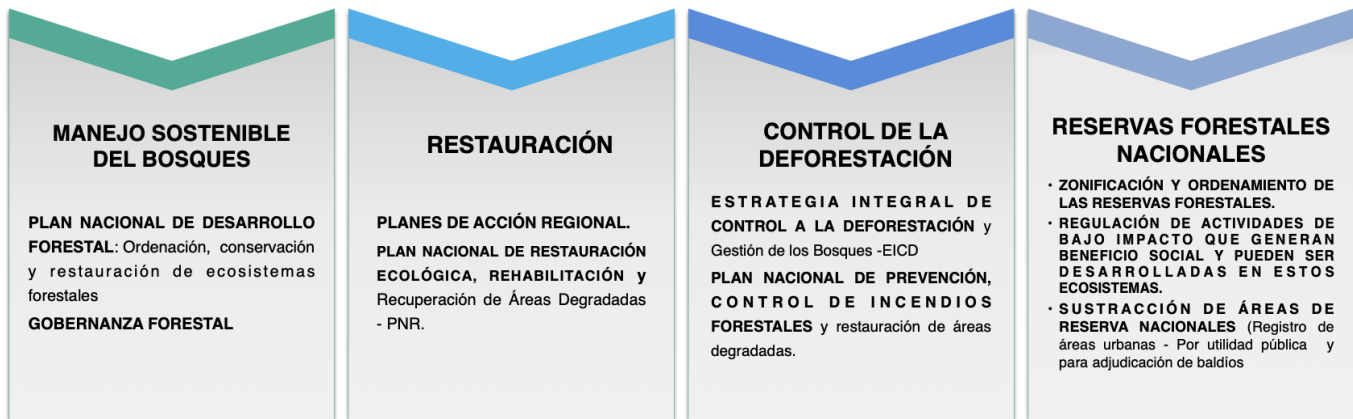 MANEJO SOSTENIBLE
DEL BOSQUES
PLAN NACIONAL DE DESARROLLO
FORESTAL: Ordenación, conservación
y restauración de ecosistemas
forestales
GOBERNANZA FORESTAL
RESTAURACIÓN
PLANES DE ACCIÓN REGIONAL.
PLAN NACIONAL DE RESTAURACIÓN
ECOLÓGICA, REHABILITACIÓN y
Recuperación de Áreas Degradadas
- PNR.
CONTROL DE LA
DEFORESTACIÓN
ESTRATEGIA INTEGRAL DE
CONTROL A LA DEFORESTACIÓN y
Gestión de los Bosques -EICD
PLAN NACIONAL DE PREVENCIÓN,
CONTROL DE INCENDIOS
FORESTALES y restauración de áreas
degradadas.
RESERVAS FORESTALES
NACIONALES
• ZONIFICACIÓN Y ORDENAMIENTO DE
LAS RESERVAS FORESTALES.
• REGULACIÓN DE ACTIVIDADES DE
BAJO IMPACTO QUE GENERAN
BENEFICIO SOCIAL Y PUEDEN SER
DESARROLLADAS EN ESTOS
ECOSISTEMAS.
• SUSTRACCIÓN DE ÁREAS DE
RESERVA NACIONALES (Registro de
áreas urbanas - Por utilidad pública y
para adjudicación de baldíos